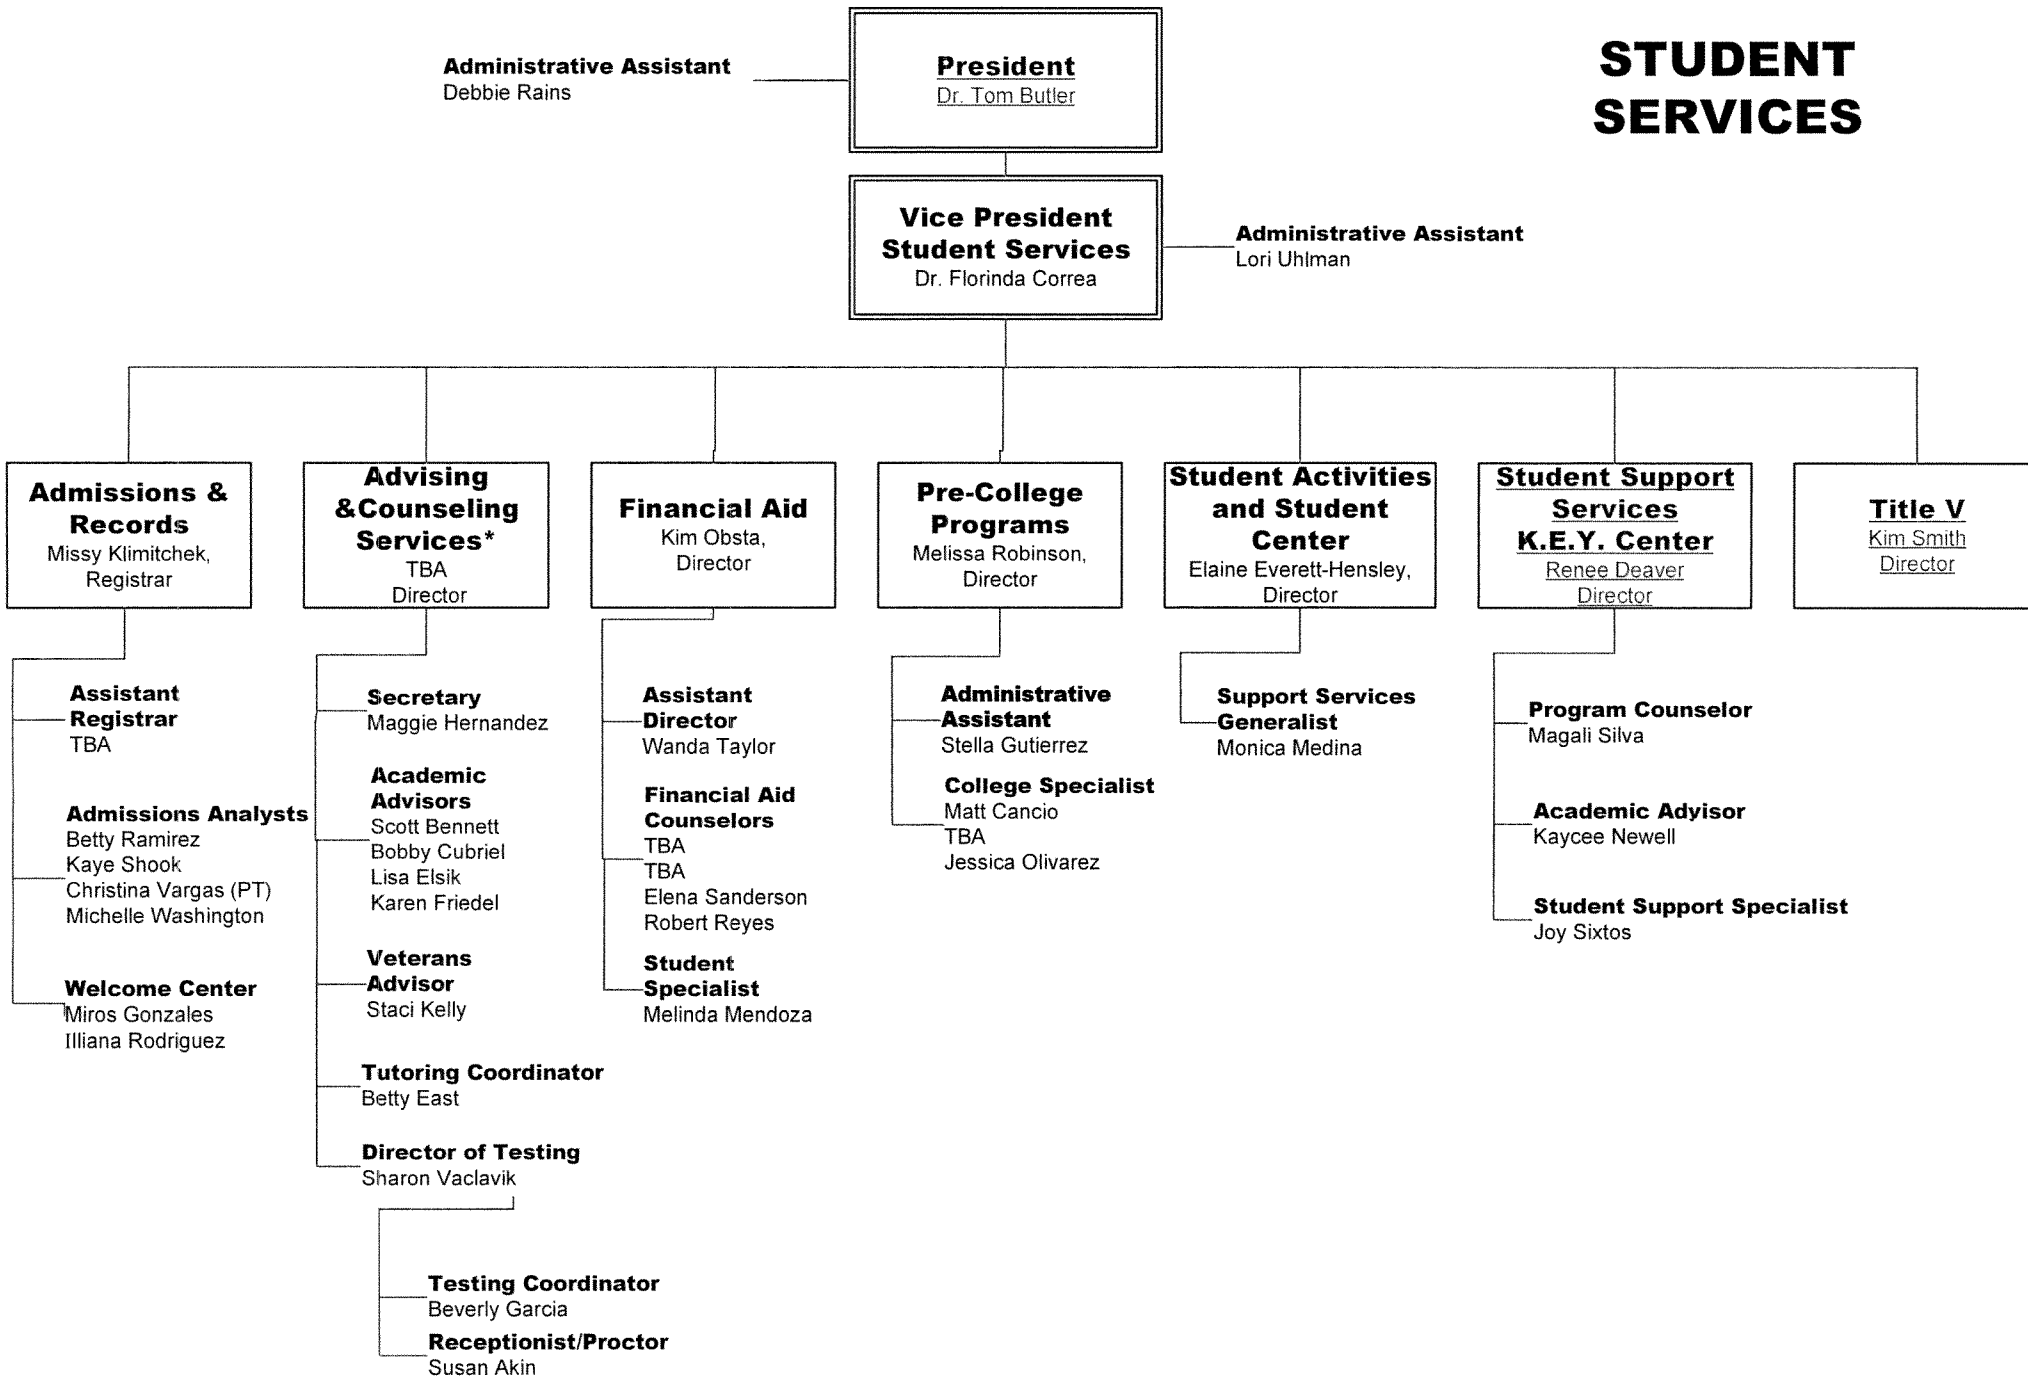 STUDENT
SERVICES
Administrative Assistant
Debbie Rains
President
Dr. Tom Butler
Vice President
Student Services
Dr. Florinda Correa
Administrative Assistant
Lori Uhlman
Admissions &
Records
Missy Klimitchek,
Registrar
Assistant
Registrar
TBA
Admissions Analysts
Betty Ramirez
Kaye Shook
Christina Vargas (PT)
Michelle Washington
Welcome Center
Miros Gonzales
Illiana Rodriguez
Advising
&Counseling
Services*
TBA
Director
Secretary
Maggie Hernandez
Academic
Advisors
Scott Bennett
Bobby Cubriel
Lisa Elsik
Karen Friedel
Veterans
Advisor
Staci Kelly
Tutoring Coordinator
Betty East
Director of Testing
Sharon Vaclavik
Testing Coordinator
Beverly Garcia
Receptionist/Proctor
Susan Akin
Financial Aid
Kim Obsta,
Director
Assistant
Director
Wanda Taylor
Financial Aid
Counselors
TBA
TBA
Elena Sanderson
Robert Reyes
Student
Specialist
Melinda Mendoza
Pre-College
Programs
Melissa Robinson,
Director
Administrative
Assistant
Stella Gutierrez
College Specialist
Matt Cancio
TBA
Jessica Olivarez
Student Activities
and Student
Center
Elaine Everett-Hensley,
Director
Support Services
Generalist
Monica Medina
Student Support
Services
K.E.Y. Center
Renee Deaver
Director
Program Counselor
Magali Silva
Academic Advisor
Kaycee Newell
Student Support Specialist
Joy Sixtos
Title V
Kim Smith
Director